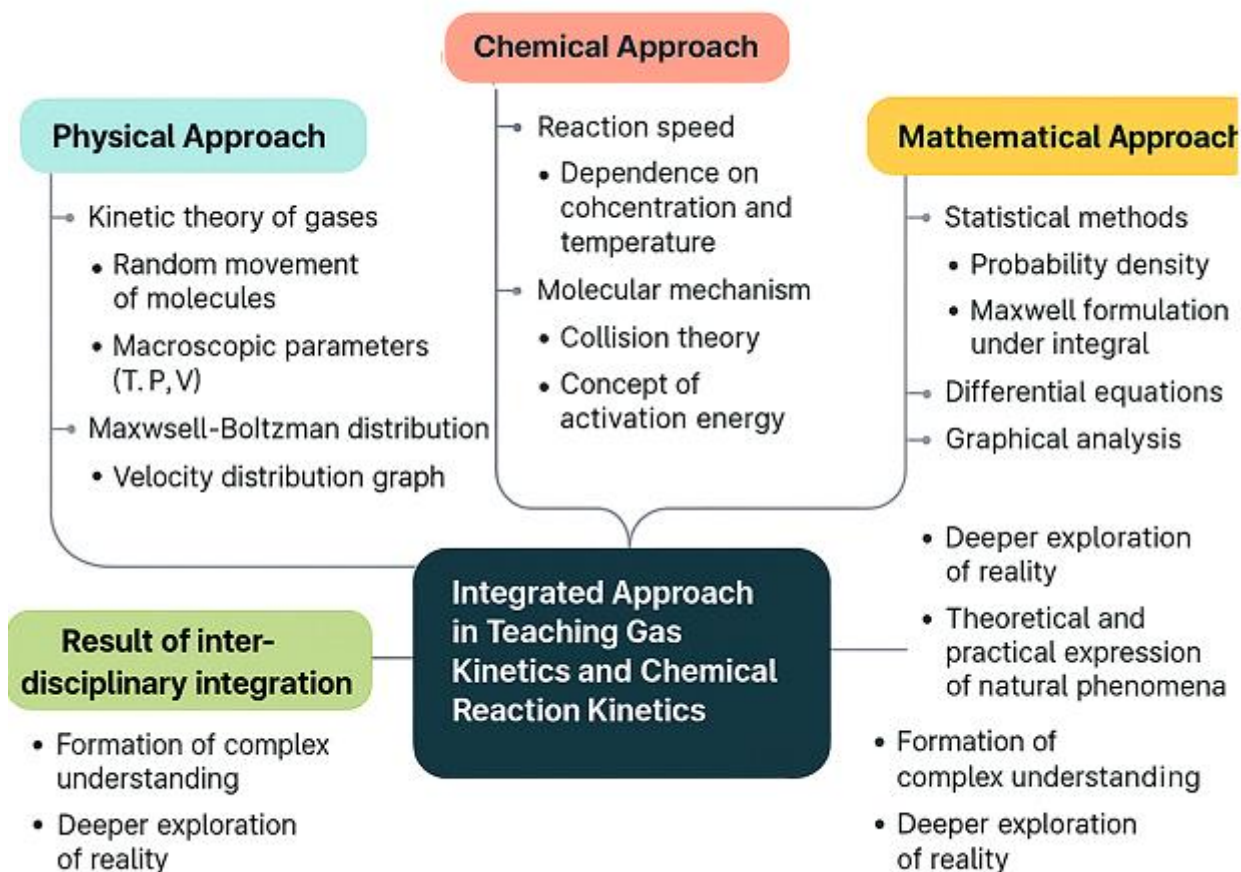 Chemical Approach
Reaction speed
• Dependence on
cohcentration and
temperature
Molecular mechanism
• Collision theory
• Concept of
activation energy
Physical Approach
Kinetic theory of gases
• Random movement
of molecules
• Macroscopic parameters
(T. P, V)
Maxwsell-Boltzman distribution
• Velocity distribution graph
Mathematical Approach
Statistical methods
• Probability density
• Maxwell formulation
under integral
Differential equations
Graphical analysis
Integrated Approach
in Teaching Gas
Kinetics and Chemical
Reaction Kinetics
Result of inter-
disciplinary integration
• Formation of complex
understanding
• Deeper exploration
of reality
• Deeper exploration
of reality
• Theoretical and
practical expression
of natural phenomena
• Formation of
complex understanding
• Deeper exploration
of reality